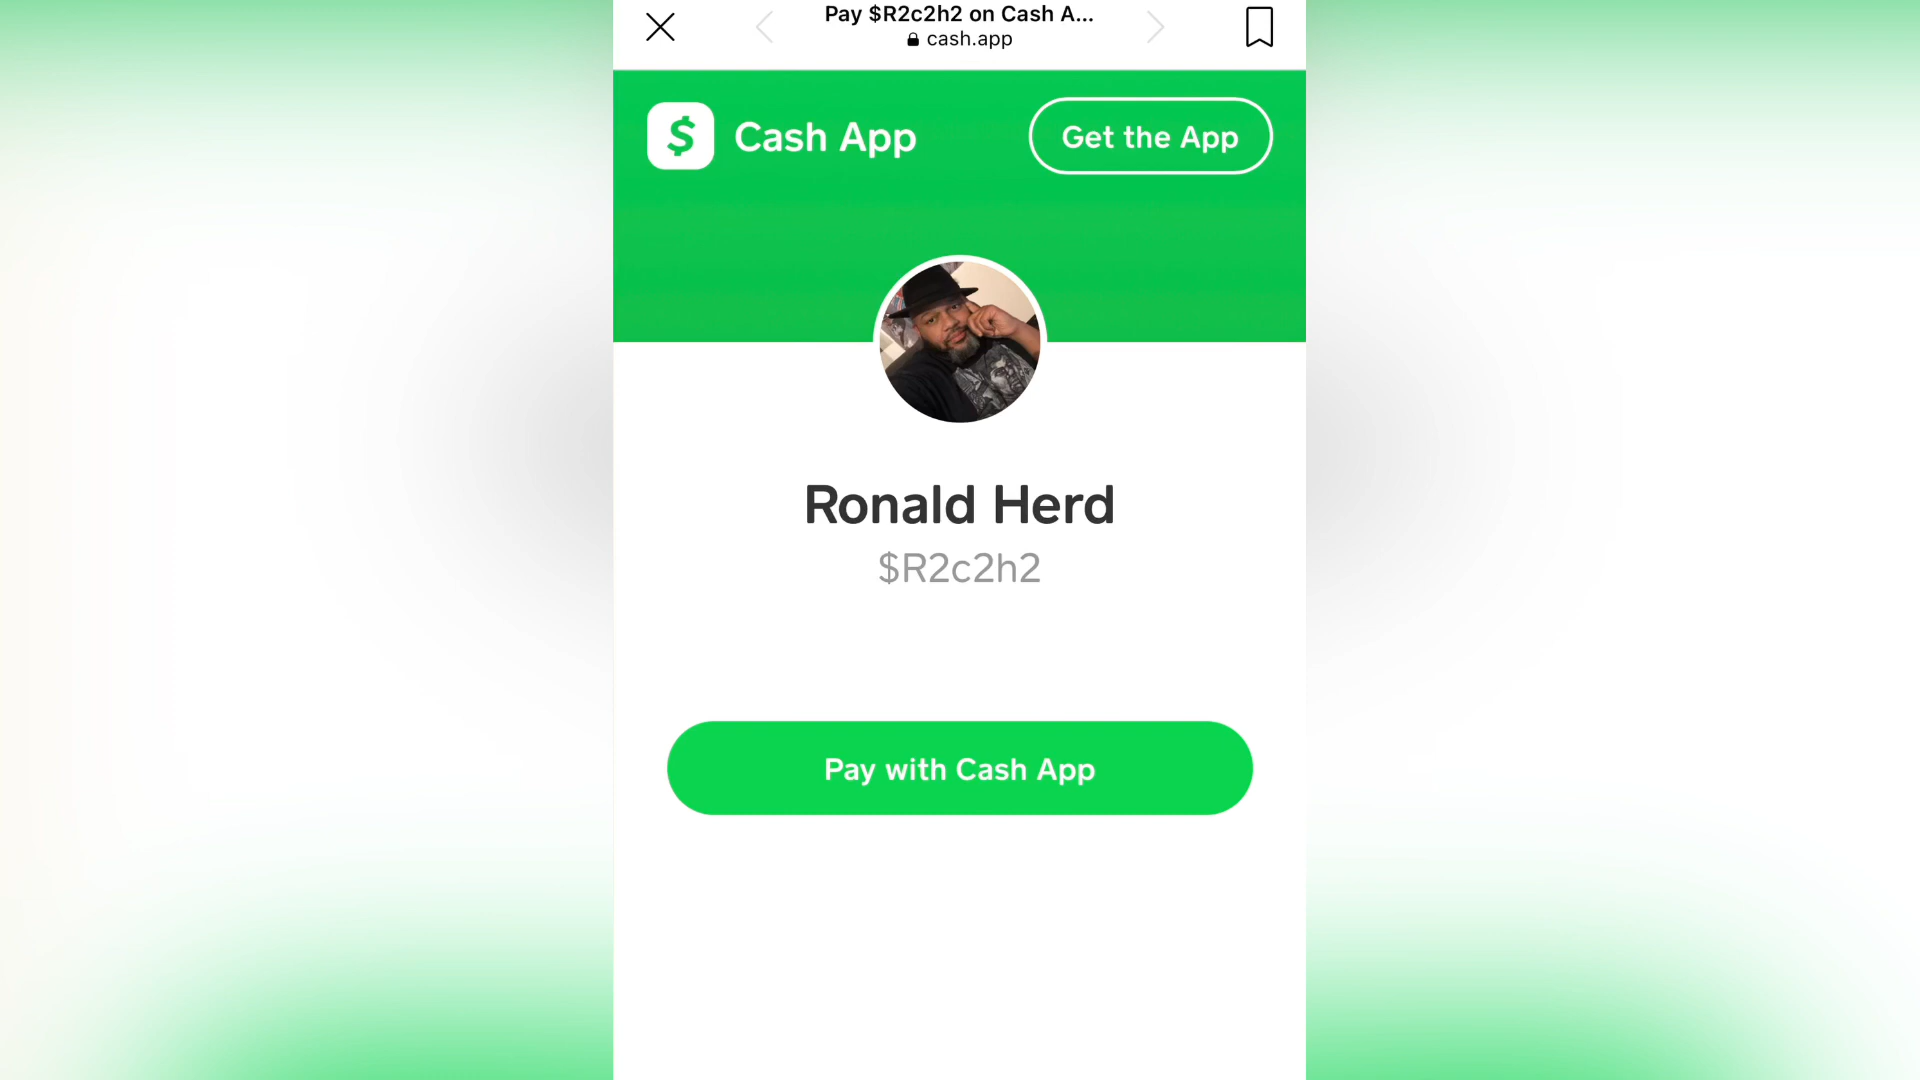 Pay $R2c2h2 on Cash A...
cash.app
$ Cash App
Get the App
Ronald Herd
$R2c2h2
Pay with Cash App